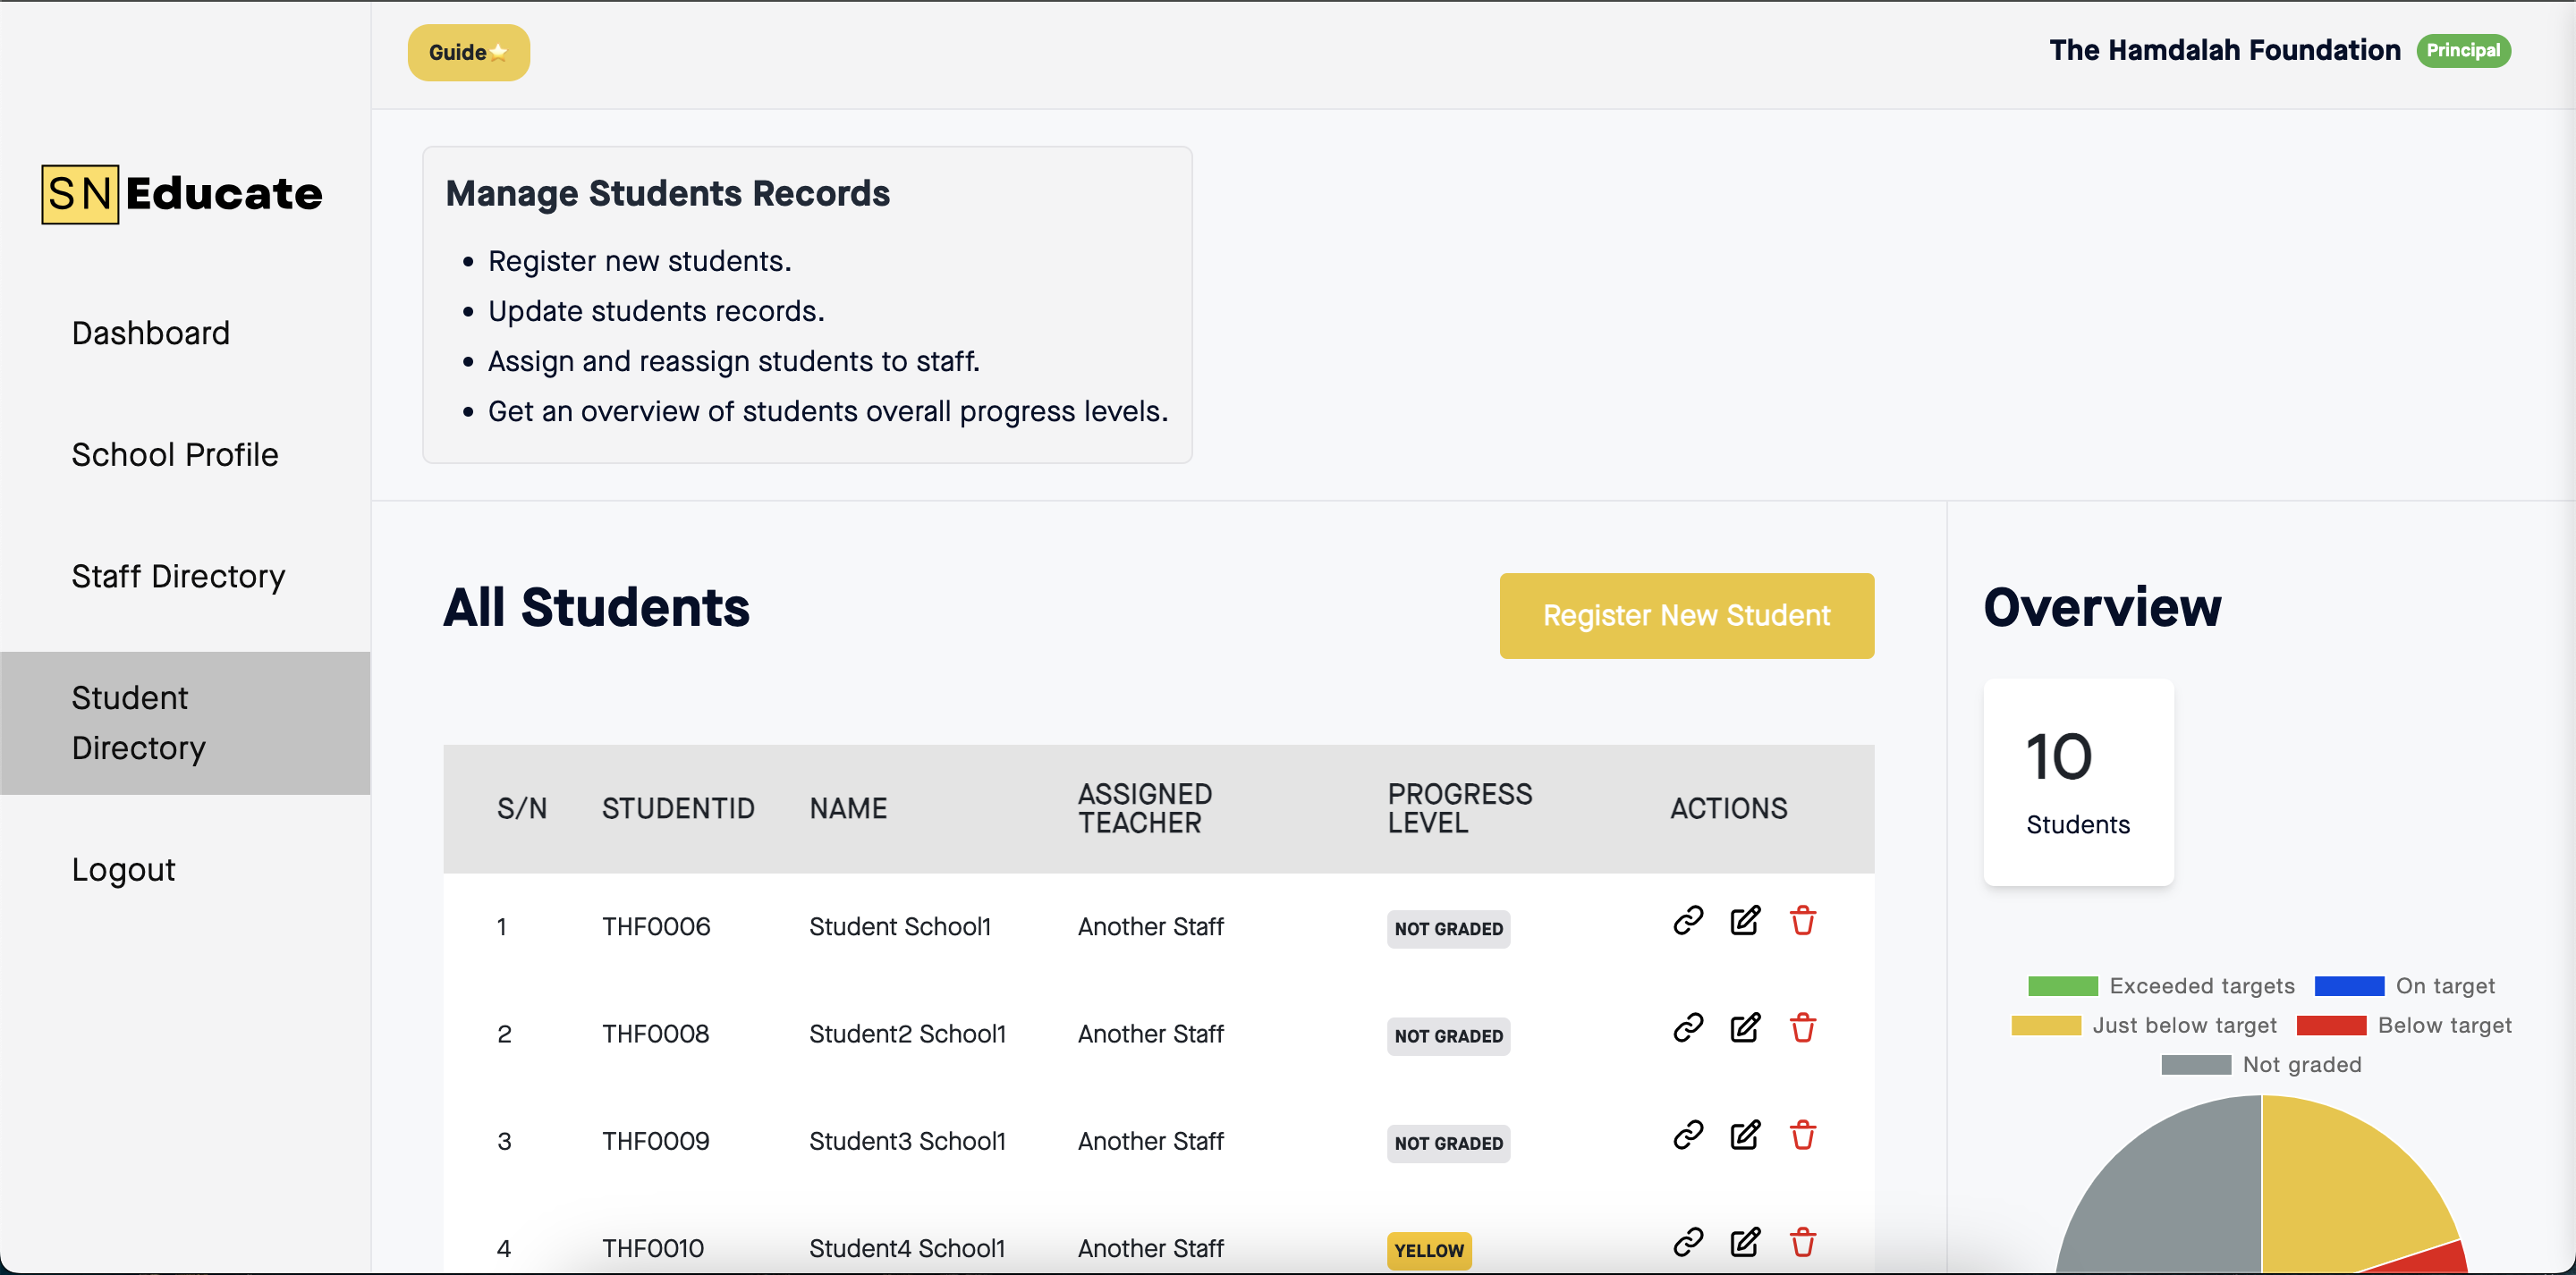 Guide⭐
The Hamdalah Foundation Principal
SN Educate
Dashboard
School Profile
Staff Directory
Student
Directory
Logout
Manage Students Records
• Register new students.
• Update students records.
• Assign and reassign students to staff.
• Get an overview of students overall progress levels.
All Students
Register New Student
S/N STUDENTID NAME ASSIGNED TEACHER PROGRESS LEVEL ACTIONS
1 THF0006 Student School1 Another Staff NOT GRADED
2 THF0008 Student2 School1 Another Staff NOT GRADED
3 THF0009 Student3 School1 Another Staff NOT GRADED
4 THF0010 Student4 School1 Another Staff YELLOW
Overview
10
Students
Exceeded targets On target
Just below target Below target
Not graded